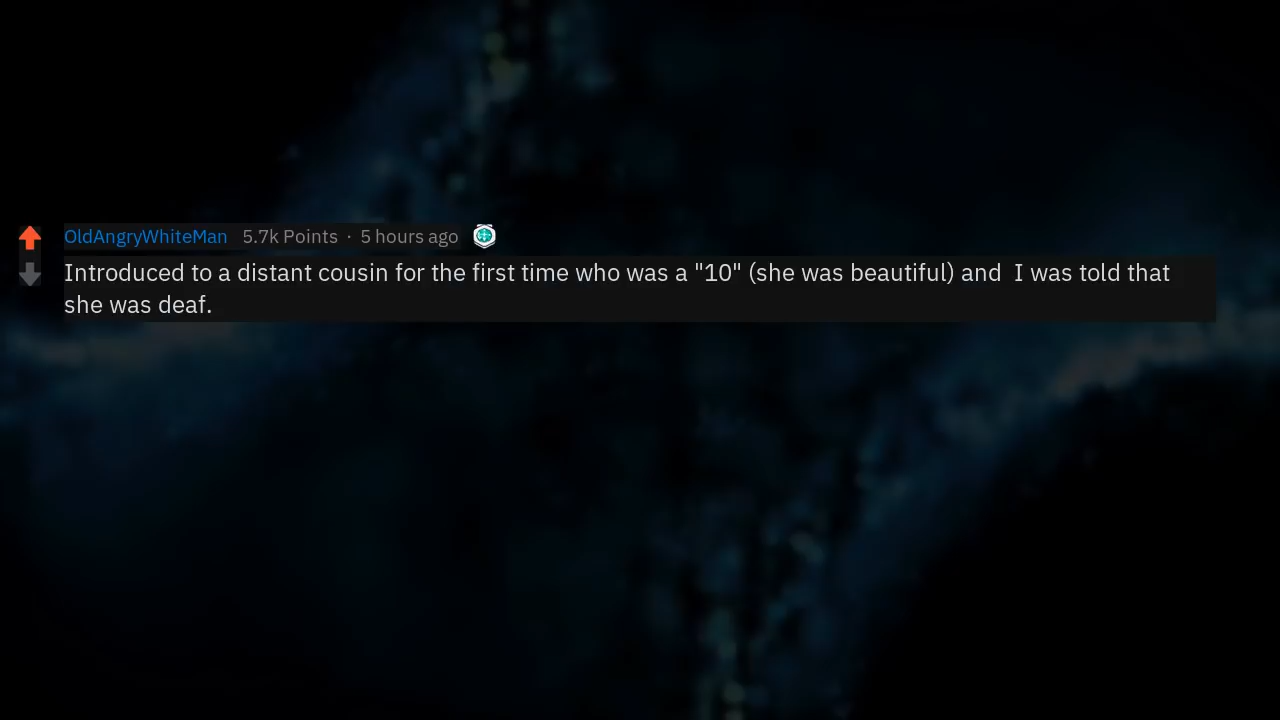 OldAngryWhiteMan 5.7k Points · 5 hours ago
Introduced to a distant cousin for the first time who was a "10" (she was beautiful) and  I was told that
she was deaf.